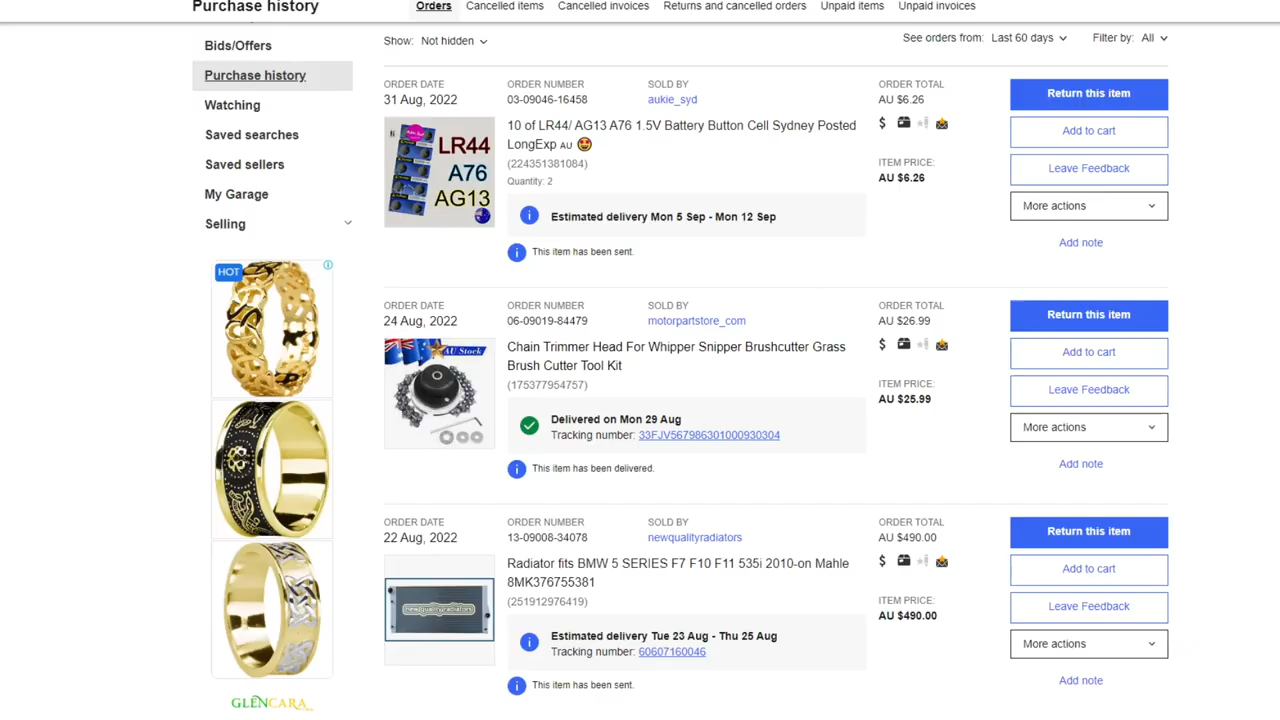 Purchase history
Orders
Cancelled items
Cancelled invoices
Returns and cancelled orders
Unpaid items
Unpaid invoices
Bids/Offers
Purchase history
Watching
Saved searches
Saved sellers
My Garage
Selling
HOT
GLENCARA
Show: Not hidden
See orders from: Last 60 days
Filter by: All
ORDER DATE
31 Aug, 2022
ORDER NUMBER
03-09046-16458
SOLD BY
aukie_syd
ORDER TOTAL
AU $6.26
LR44
A76
AG13
10 of LR44/ AG13 A76 1.5V Battery Button Cell Sydney Posted
LongExp AU 🤩
(224351381084)
Quantity: 2
Estimated delivery Mon 5 Sep - Mon 12 Sep
This item has been sent.
ITEM PRICE:
AU $6.26
Return this item
Add to cart
Leave Feedback
More actions
Add note
ORDER DATE
24 Aug, 2022
ORDER NUMBER
06-09019-84479
SOLD BY
motorpartstore_com
ORDER TOTAL
AU $26.99
AU Stock
Chain Trimmer Head For Whipper Snipper Brushcutter Grass
Brush Cutter Tool Kit
(175377954757)
Delivered on Mon 29 Aug
Tracking number: 33FJV567986301000930304
This item has been delivered.
ITEM PRICE:
AU $25.99
Return this item
Add to cart
Leave Feedback
More actions
Add note
ORDER DATE
22 Aug, 2022
ORDER NUMBER
13-09008-34078
SOLD BY
newqualityradiators
ORDER TOTAL
AU $490.00
newqualityradiators
Radiator fits BMW 5 SERIES F7 F10 F11 535i 2010-on Mahle
8MK376755381
(251912976419)
Estimated delivery Tue 23 Aug - Thu 25 Aug
Tracking number: 60607160046
This item has been sent.
ITEM PRICE:
AU $490.00
Return this item
Add to cart
Leave Feedback
More actions
Add note